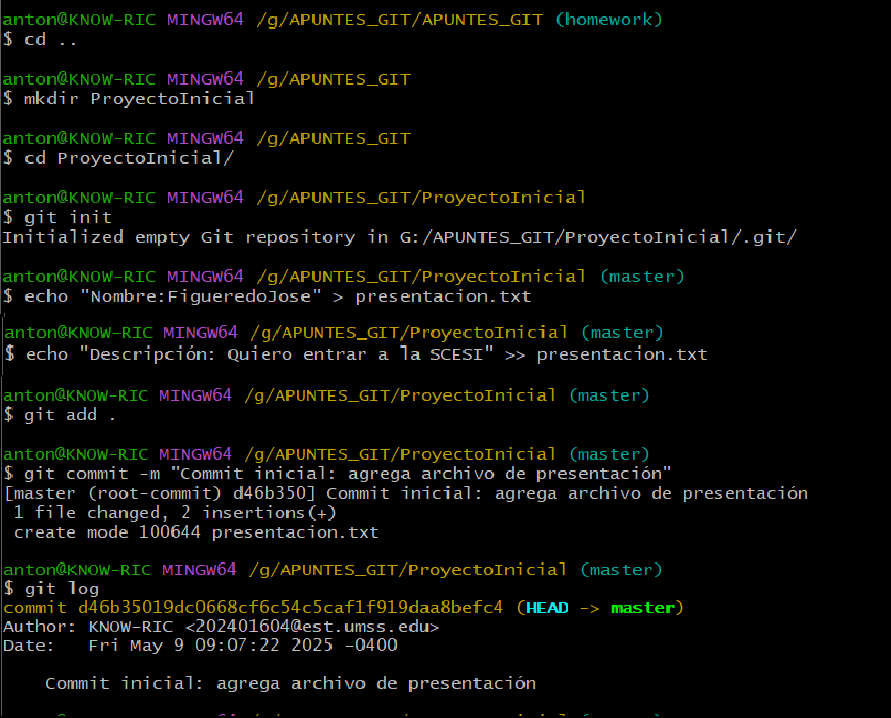 anton@KNOW-RIC MINGW64 /g/APUNTES_GIT/APUNTES_GIT (homework)
$ cd ..
anton@KNOW-RIC MINGW64 /g/APUNTES_GIT
$ mkdir ProyectoInicial
anton@KNOW-RIC MINGW64 /g/APUNTES_GIT
$ cd ProyectoInicial/
anton@KNOW-RIC MINGW64 /g/APUNTES_GIT/ProyectoInicial
$ git init
Initialized empty Git repository in G:/APUNTES_GIT/ProyectoInicial/.git/
anton@KNOW-RIC MINGW64 /g/APUNTES_GIT/ProyectoInicial (master)
$ echo "Nombre:FigueredoJose" > presentacion.txt
anton@KNOW-RIC MINGW64 /g/APUNTES_GIT/ProyectoInicial (master)
$ echo "Descripción: Quiero entrar a la SCESI" >> presentacion.txt
anton@KNOW-RIC MINGW64 /g/APUNTES_GIT/ProyectoInicial (master)
$ git add .
anton@KNOW-RIC MINGW64 /g/APUNTES_GIT/ProyectoInicial (master)
$ git commit -m "Commit inicial: agrega archivo de presentación"
[master (root-commit) d46b350] Commit inicial: agrega archivo de presentación
 1 file changed, 2 insertions(+)
 create mode 100644 presentacion.txt
anton@KNOW-RIC MINGW64 /g/APUNTES_GIT/ProyectoInicial (master)
$ git log
commit d46b35019dc0668cf6c54c5caf1f919daa8befc4 (HEAD -> master)
Author: KNOW-RIC <202401604@est.umss.edu>
Date:   Fri May 9 09:07:22 2025 -0400
    Commit inicial: agrega archivo de presentación